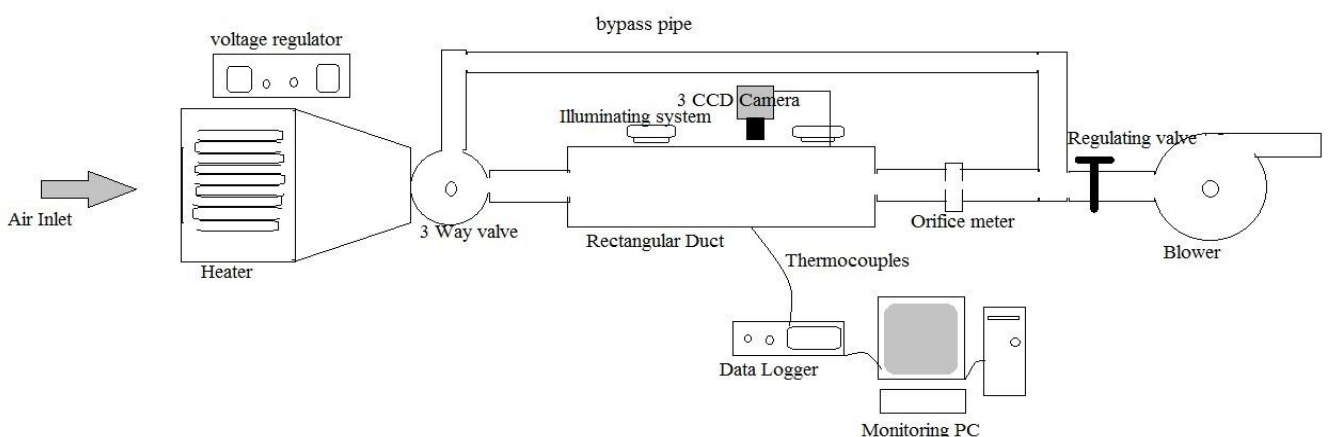 bypass pipe
voltage regulator
3 CCD Camera
Illuminating system
Regulating valve
Air Inlet
3 Way valve
Rectangular Duct
Orifice meter
Heater
Thermocouples
Blower
Data Logger
Monitoring PC